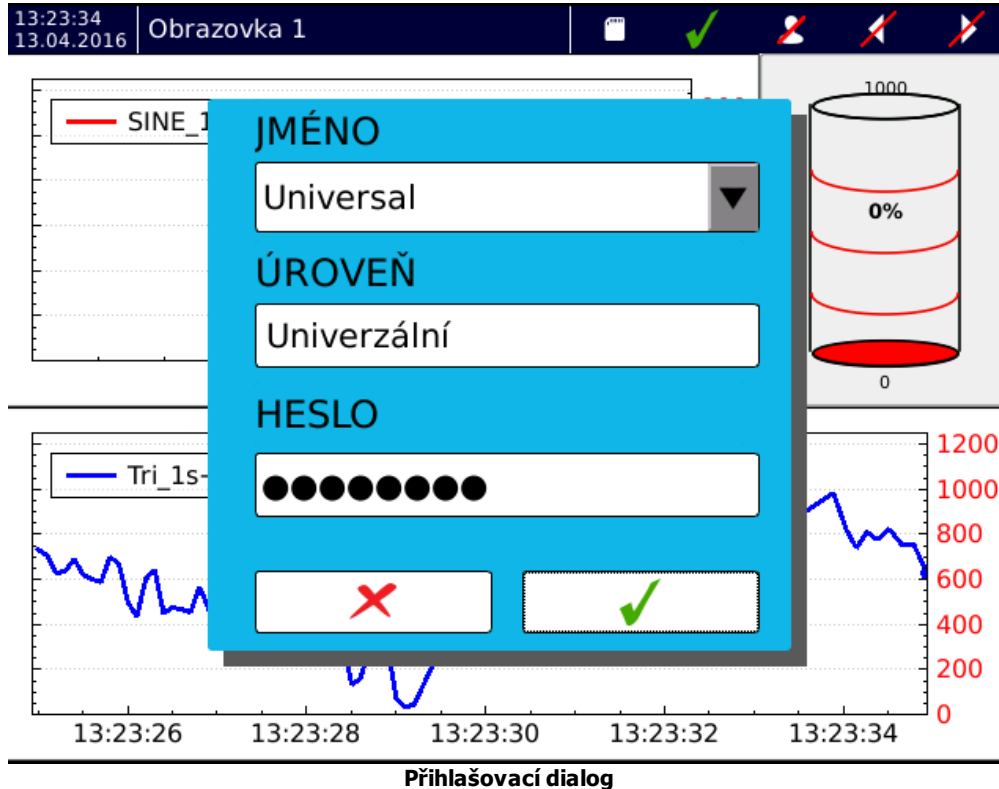 13:23:34
13.04.2016
Obrazovka 1
SINE_1
JMÉNO
Universal
ÚROVEŇ
Univerzální
HESLO
1000
0%
0
Tri_1s-
1200
1000
800
600
400
200
0
13:23:26 13:23:28 13:23:30 13:23:32 13:23:34
Přihlašovací dialog